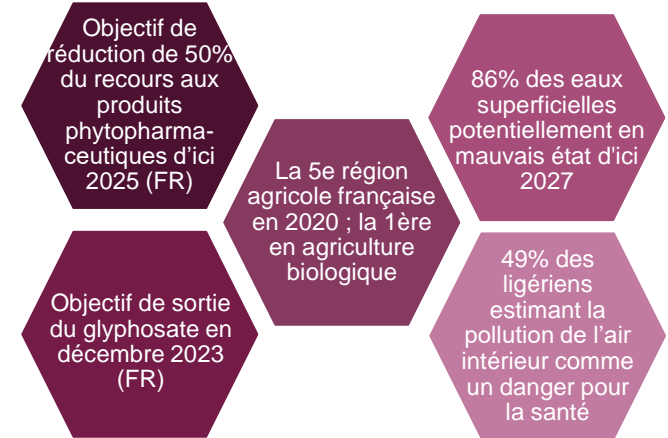 Objectif de
réduction de 50%
du recours aux
produits
phytopharma-
ceutiques d’ici
2025 (FR)
86% des eaux
superficielles
potentiellement en
mauvais état d'ici
2027
La 5e région
agricole française
en 2020 ; la 1ère
en agriculture
biologique
Objectif de sortie
du glyphosate en
décembre 2023
(FR)
49% des
ligériens
estimant la
pollution de l’air
intérieur comme
un danger pour
la santé